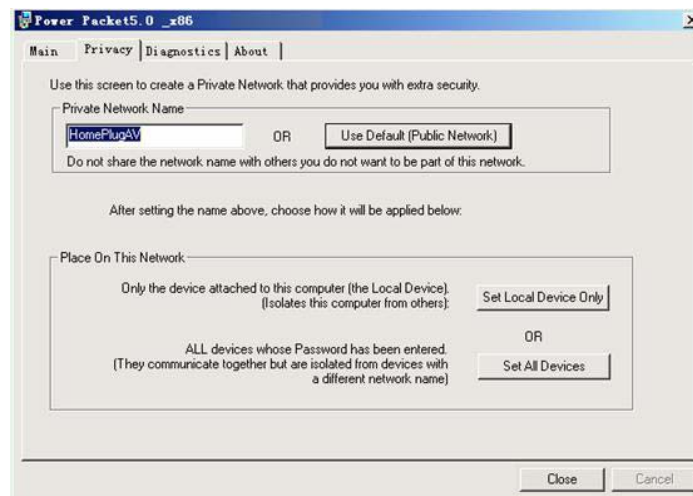 Power Packet5.0 _x86
Main Privacy Diagnostics About
Use this screen to create a Private Network that provides you with extra security.
Private Network Name
HomePlugAV OR Use Default (Public Network)
Do not share the network name with others you do not want to be part of this network.
After setting the name above, choose how it will be applied below:
Place On This Network
Only the device attached to this computer (the Local Device).
(Isolates this computer from others): Set Local Device Only
OR
ALL devices whose Password has been entered.
(They communicate together but are isolated from devices with
a different network name) Set All Devices
Close Cancel